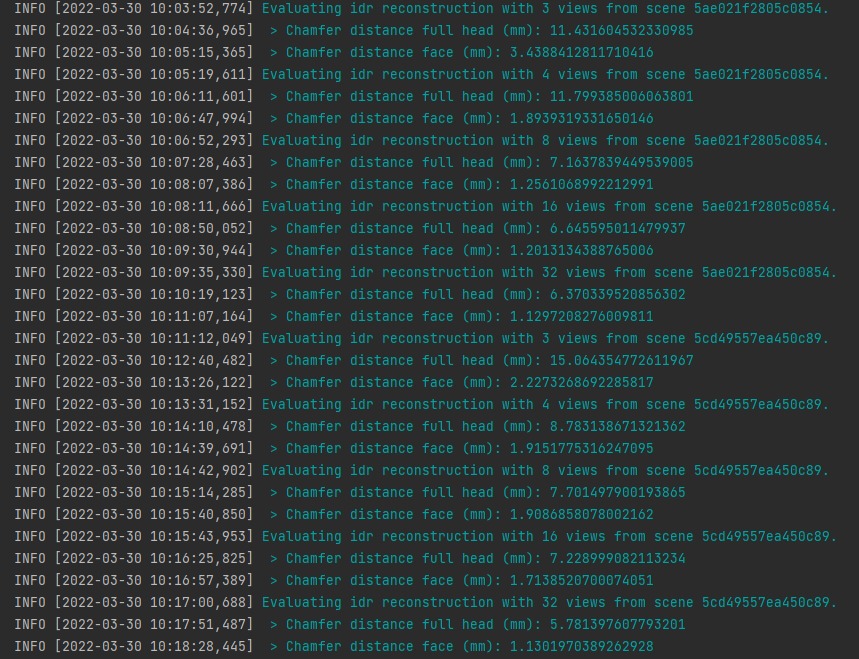 INFO [2022-03-30 10:03:52,774] Evaluating idr reconstruction with 3 views from scene 5ae021f2805c0854.
INFO [2022-03-30 10:04:36,965]  > Chamfer distance full head (mm): 11.431604532330985
INFO [2022-03-30 10:05:15,365]  > Chamfer distance face (mm): 3.4388412811710416
INFO [2022-03-30 10:05:19,611] Evaluating idr reconstruction with 4 views from scene 5ae021f2805c0854.
INFO [2022-03-30 10:06:11,601]  > Chamfer distance full head (mm): 11.799385006063801
INFO [2022-03-30 10:06:47,994]  > Chamfer distance face (mm): 1.8939319331650146
INFO [2022-03-30 10:06:52,293] Evaluating idr reconstruction with 8 views from scene 5ae021f2805c0854.
INFO [2022-03-30 10:07:28,463]  > Chamfer distance full head (mm): 7.1637839449539005
INFO [2022-03-30 10:08:07,386]  > Chamfer distance face (mm): 1.2561068992212991
INFO [2022-03-30 10:08:11,666] Evaluating idr reconstruction with 16 views from scene 5ae021f2805c0854.
INFO [2022-03-30 10:08:50,052]  > Chamfer distance full head (mm): 6.645595011479937
INFO [2022-03-30 10:09:30,944]  > Chamfer distance face (mm): 1.2013134388765006
INFO [2022-03-30 10:09:35,330] Evaluating idr reconstruction with 32 views from scene 5ae021f2805c0854.
INFO [2022-03-30 10:10:19,123]  > Chamfer distance full head (mm): 6.370339520856302
INFO [2022-03-30 10:11:07,164]  > Chamfer distance face (mm): 1.1297208276009811
INFO [2022-03-30 10:11:12,049] Evaluating idr reconstruction with 3 views from scene 5cd49557ea450c89.
INFO [2022-03-30 10:12:40,482]  > Chamfer distance full head (mm): 15.064354772611967
INFO [2022-03-30 10:13:26,122]  > Chamfer distance face (mm): 2.2273268692285817
INFO [2022-03-30 10:13:31,152] Evaluating idr reconstruction with 4 views from scene 5cd49557ea450c89.
INFO [2022-03-30 10:14:10,478]  > Chamfer distance full head (mm): 8.783138671321362
INFO [2022-03-30 10:14:39,691]  > Chamfer distance face (mm): 1.9151775316247095
INFO [2022-03-30 10:14:42,902] Evaluating idr reconstruction with 8 views from scene 5cd49557ea450c89.
INFO [2022-03-30 10:15:14,285]  > Chamfer distance full head (mm): 7.701497900193865
INFO [2022-03-30 10:15:40,850]  > Chamfer distance face (mm): 1.9086858078002162
INFO [2022-03-30 10:15:43,953] Evaluating idr reconstruction with 16 views from scene 5cd49557ea450c89.
INFO [2022-03-30 10:16:25,825]  > Chamfer distance full head (mm): 7.228999082113234
INFO [2022-03-30 10:16:57,389]  > Chamfer distance face (mm): 1.7138520700074051
INFO [2022-03-30 10:17:00,688] Evaluating idr reconstruction with 32 views from scene 5cd49557ea450c89.
INFO [2022-03-30 10:17:51,487]  > Chamfer distance full head (mm): 5.781397607793201
INFO [2022-03-30 10:18:28,445]  > Chamfer distance face (mm): 1.1301970389262928